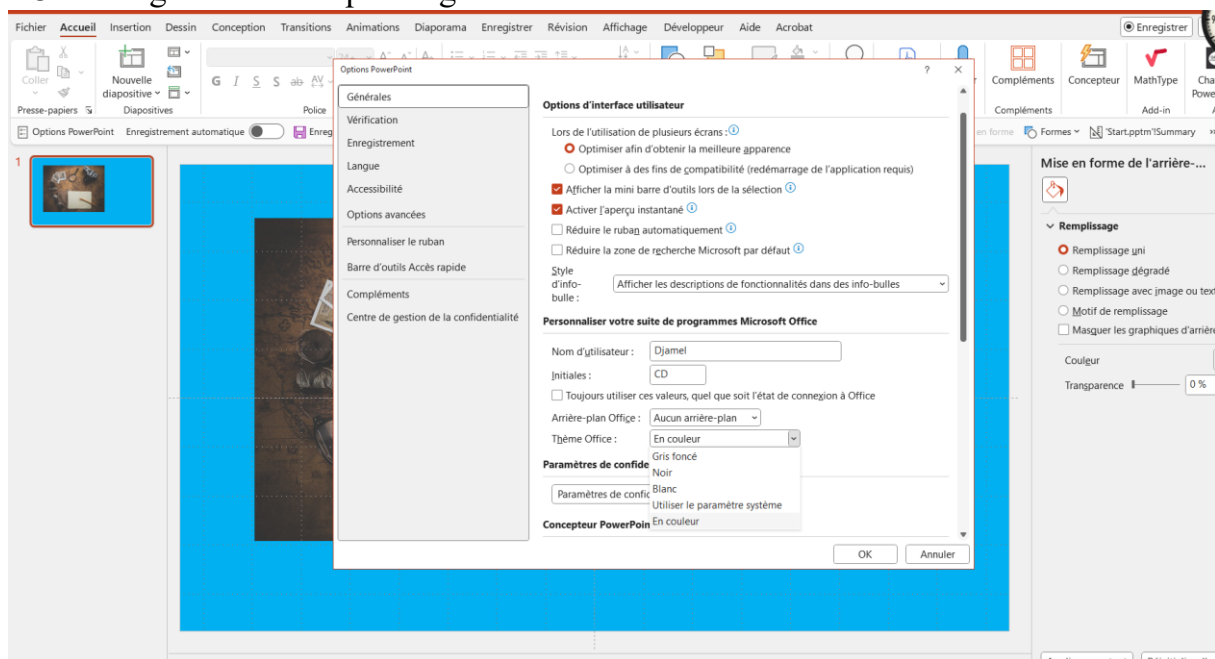 Fichier Accueil Insertion Dessin Conception Transitions Animations Diaporama Enregistrer Révision Affichage Développeur Aide Acrobat Enregistrer
Coller
Nouvelle
diapositive
G I S S ab AV
Compléments Concepteur MathType
Presse-papiers Diapositives Police Compléments Add-in
Options PowerPoint Enregistrement automatique Enreg
en forme Formes 'Start.pptm'!Summary
1
Options PowerPoint ? ×
Générales
Vérification
Enregistrement
Langue
Accessibilité
Options avancées
Personnaliser le ruban
Barre d'outils Accès rapide
Compléments
Centre de gestion de la confidentialité
Options d'interface utilisateur
Lors de l'utilisation de plusieurs écrans :
Optimiser afin d'obtenir la meilleure apparence
Optimiser à des fins de compatibilité (redémarrage de l'application requis)
Afficher la mini barre d'outils lors de la sélection
Activer l'aperçu instantané
Réduire le ruban automatiquement
Réduire la zone de recherche Microsoft par défaut
Style
d'info-
bulle :
Afficher les descriptions de fonctionnalités dans des info-bulles
Personnaliser votre suite de programmes Microsoft Office
Nom d'utilisateur : Djamel
Initiales : CD
Toujours utiliser ces valeurs, quel que soit l'état de connexion à Office
Arrière-plan Office : Aucun arrière-plan
Thème Office : En couleur
Gris foncé
Noir
Blanc
Utiliser le paramètre système
En couleur
Paramètres de confide
Paramètres de confic
Concepteur PowerPoin
OK Annuler
Mise en forme de l'arrière-...
Remplissage
Remplissage uni
Remplissage dégradé
Remplissage avec image ou text
Motif de remplissage
Masquer les graphiques d'arrière
Couleur
Transparence 0 %